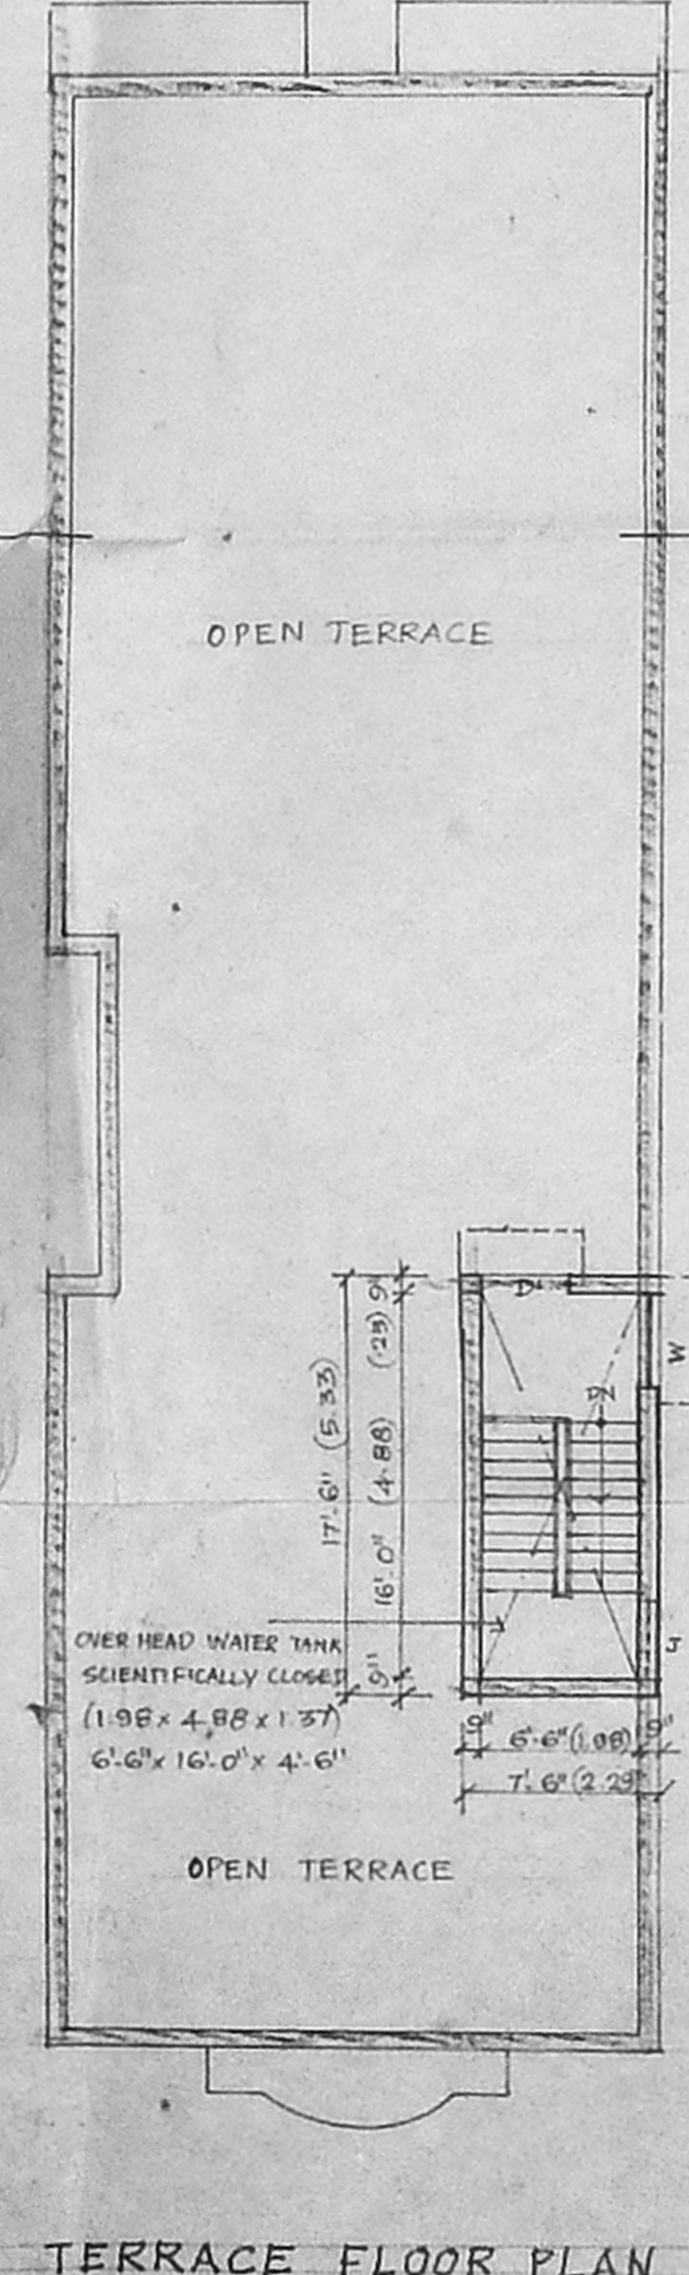 OPEN TERRACE
D
W
DN
9" (.23)
17'-6" (5.33)
16'-0" (4.88)
9"
J
OVER HEAD WATER TANK
SCIENTIFICALLY CLOSED
(1.98 x 4.88 x 1.37)
6'-6" x 16'-0" x 4'-6"
9" 6'-6" (1.98) 9"
7'-6" (2.29)
OPEN TERRACE
TERRACE FLOOR PLAN